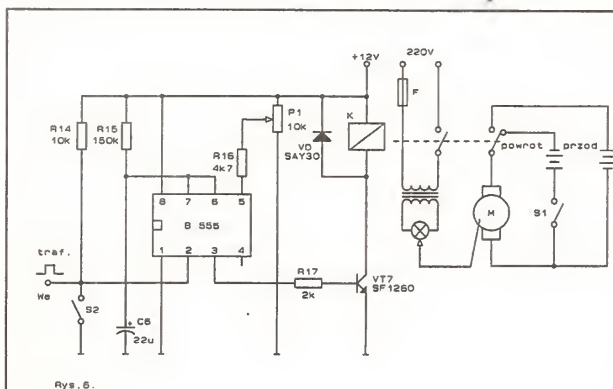 +12V 220V
F
R14 10k
R15 150k
P1 10k
K
VD SAY30
R16 4k7
powrot przod
8 7 6 5
B 555
M
S1
traf.
1 2 3 4
We
R17 2k
VT7 SF1260
S2
C6 22u
+
Rys.6.